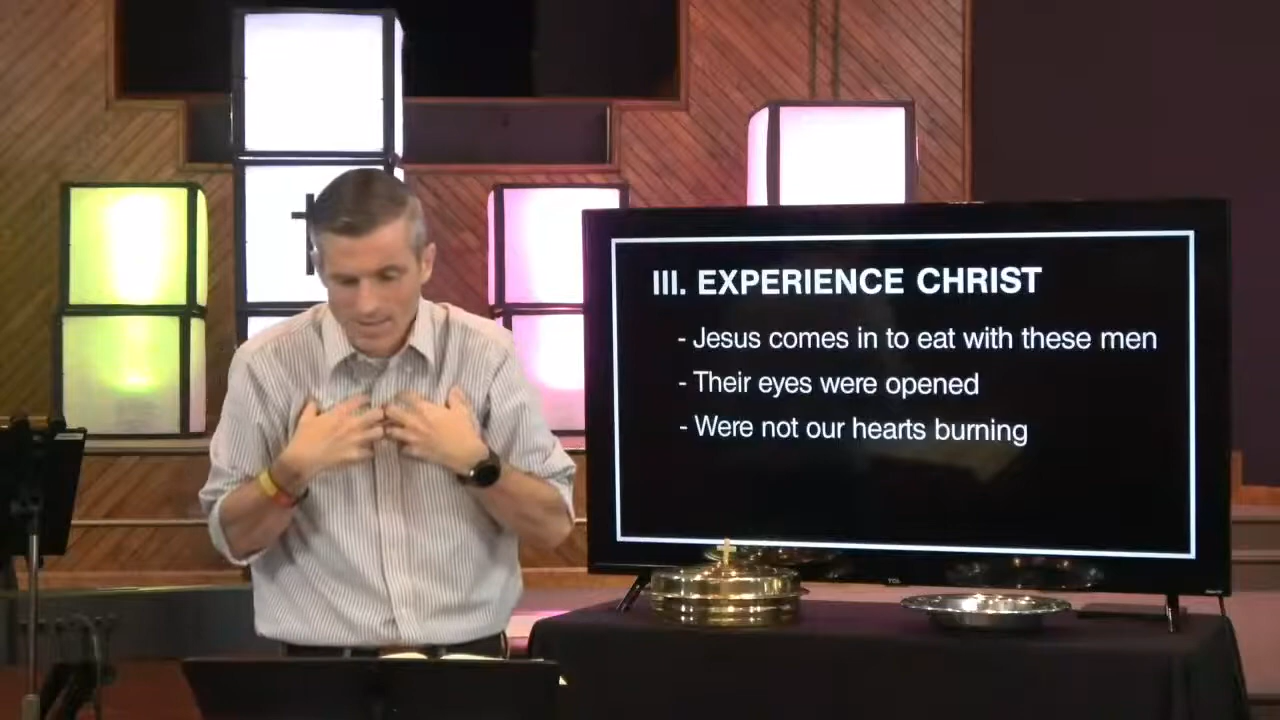 III. EXPERIENCE CHRIST
- Jesus comes in to eat with these men
- Their eyes were opened
- Were not our hearts burning
TCL